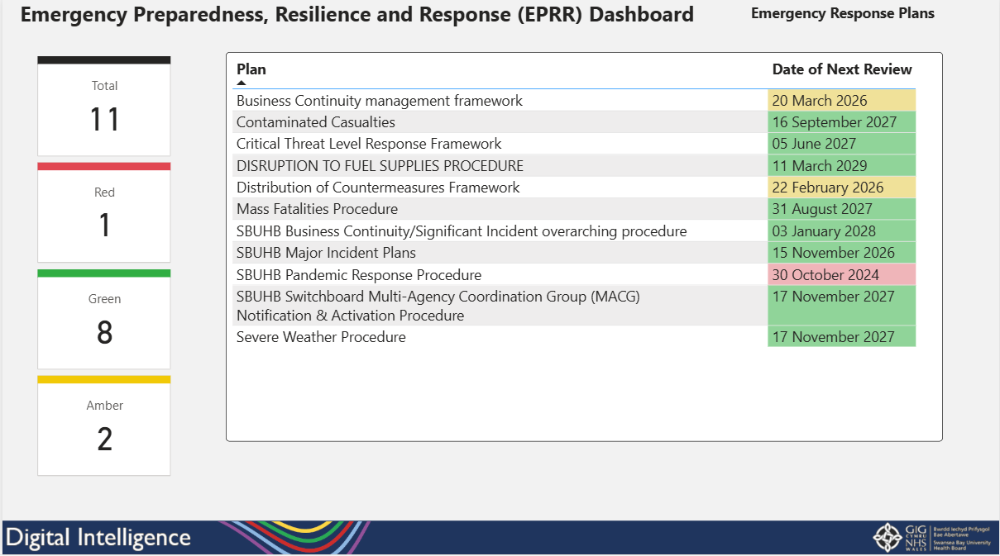 Emergency Preparedness, Resilience and Response (EPRR) Dashboard
Emergency Response Plans
Total
11
Red
1
Green
8
Amber
2
Plan Date of Next Review
Business Continuity management framework 20 March 2026
Contaminated Casualties 16 September 2027
Critical Threat Level Response Framework 05 June 2027
DISRUPTION TO FUEL SUPPLIES PROCEDURE 11 March 2029
Distribution of Countermeasures Framework 22 February 2026
Mass Fatalities Procedure 31 August 2027
SBUHB Business Continuity/Significant Incident overarching procedure 03 January 2028
SBUHB Major Incident Plans 15 November 2026
SBUHB Pandemic Response Procedure 30 October 2024
SBUHB Switchboard Multi-Agency Coordination Group (MACG) 17 November 2027
Notification & Activation Procedure
Severe Weather Procedure 17 November 2027
Digital Intelligence
GIG
CYMRU
NHS
WALES
Bwrdd Iechyd Prifysgol
Bae Abertawe
Swansea Bay University
Health Board